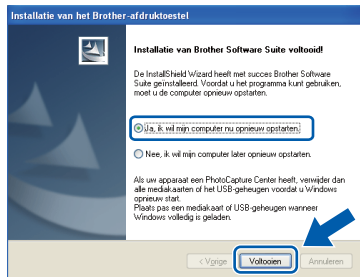 Installatie van het Brother-afdruktoestel
Installatie van Brother Software Suite voltooid!
De InstallShield Wizard heeft met succes Brother Software
Suite geïnstalleerd. Voordat u het programma kunt gebruiken,
moet u de computer opnieuw opstarten.
Ja, ik wil mijn computer nu opnieuw opstarten.
Nee, ik wil mijn computer later opnieuw opstarten.
Als uw apparaat een PhotoCapture Center heeft, verwijder dan
alle mediakaarten of het USB-geheugen voordat u Windows
opnieuw start.
Plaats pas een mediakaart of USB-geheugen wanneer
Windows volledig is geladen.
< Vorige
Voltooien
Annuleren